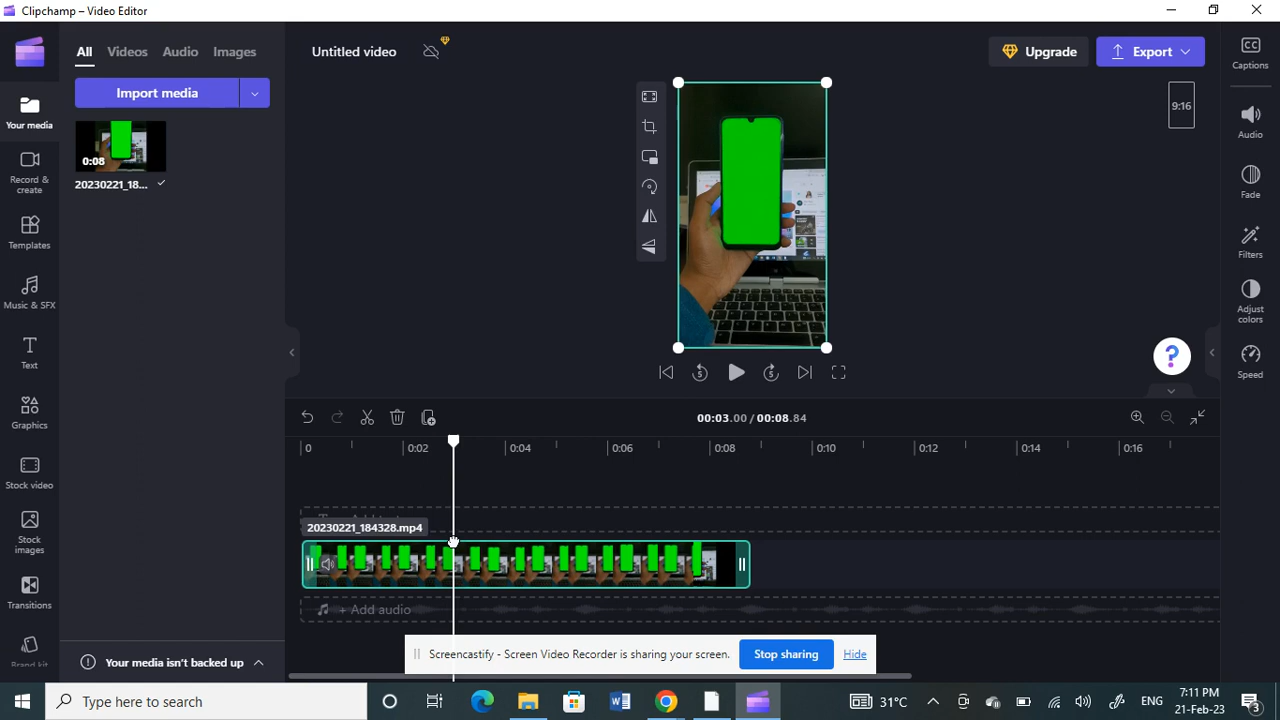 Clipchamp - Video Editor
All Videos Audio Images
Untitled video
Upgrade
Export
Captions
Import media
Your media
9:16
Audio
0:08
20230221_18...
Record &
create
Fade
Templates
Filters
Music & SFX
Adjust
colors
Text
?
Speed
5 5
Graphics
00:03.00 / 00:08.84
0 0:02 0:04 0:06 0:08 0:10 0:12 0:14 0:16
Stock video
20230221_184328.mp4
Stock
images
+ Add audio
Transitions
Your media isn't backed up
Screencastify - Screen Video Recorder is sharing your screen.
Stop sharing
Hide
Type here to search
31°C
ENG
7:11 PM
21-Feb-23
3